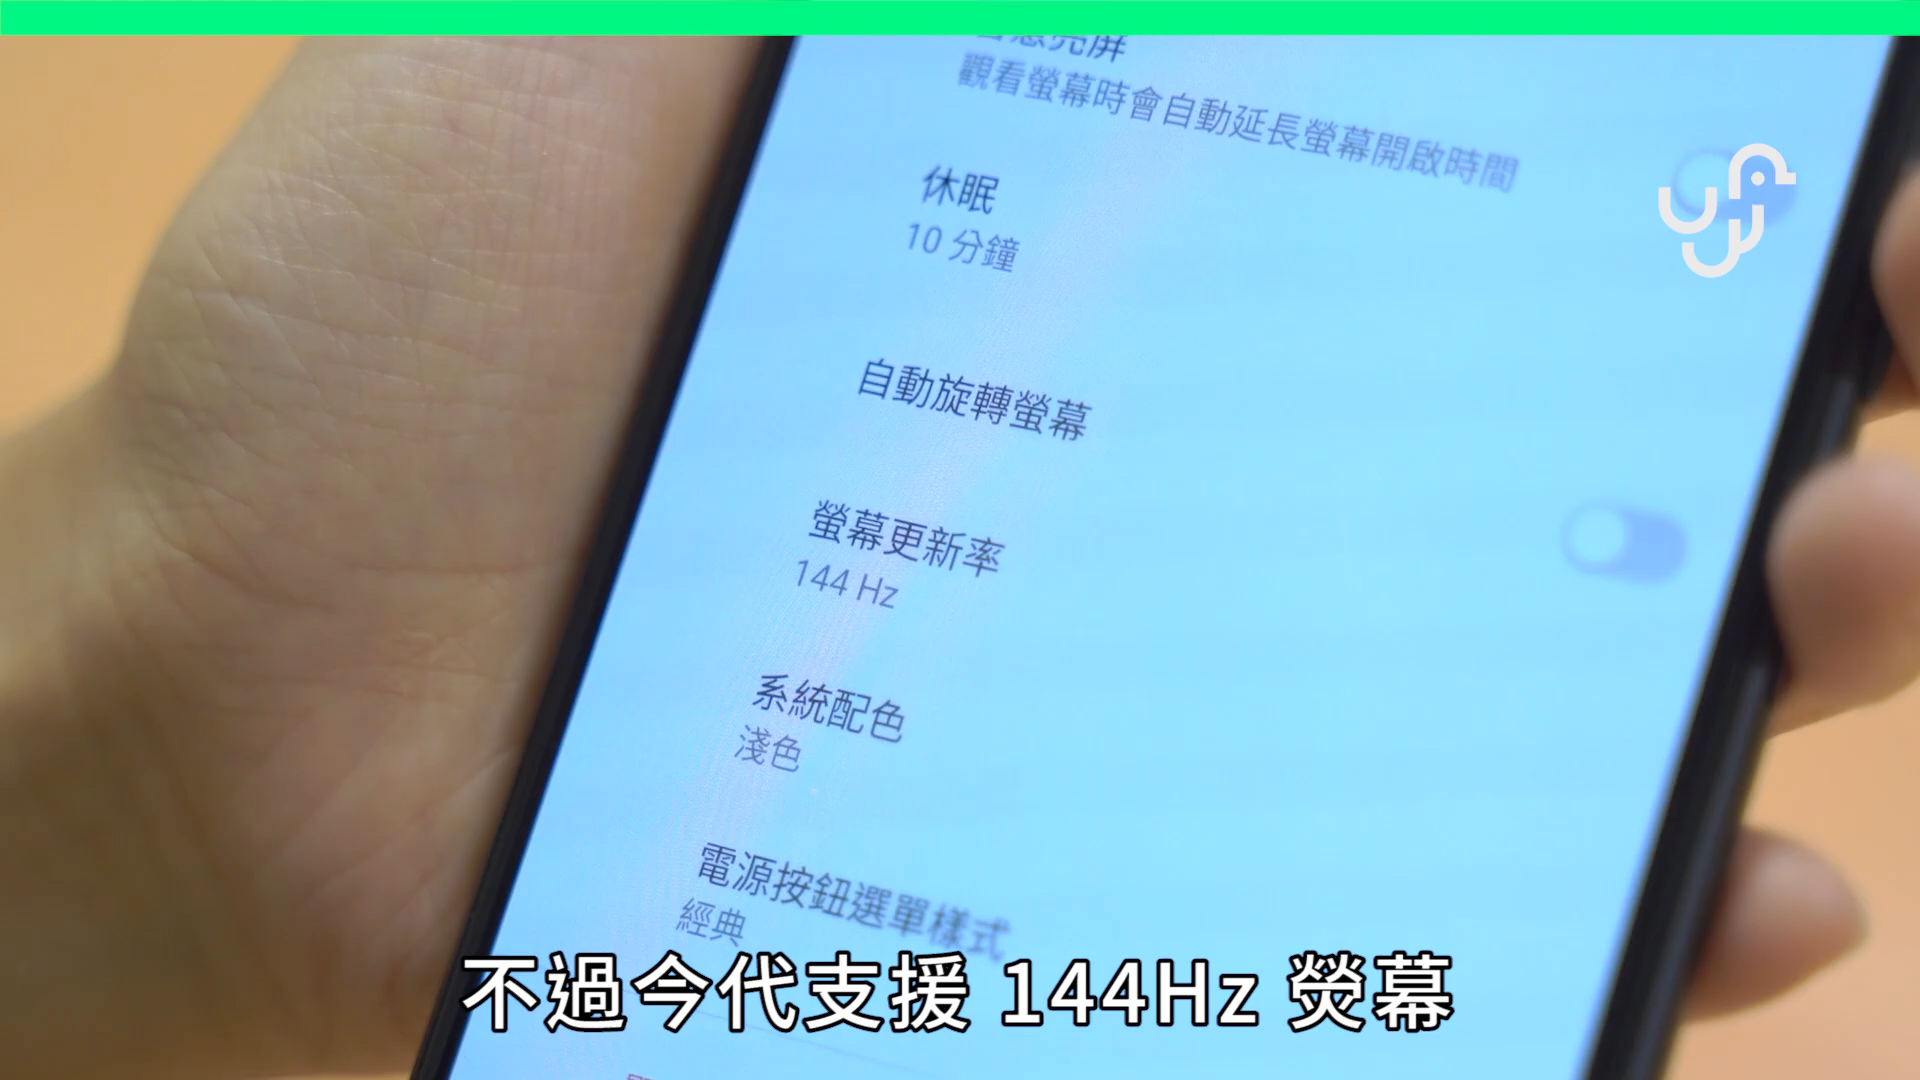 觀看螢幕時會自動延長螢幕開啟時間
休眠
10 分鐘
自動旋轉螢幕
螢幕更新率
144 Hz
系統配色
淺色
電源按鈕選單樣式
經典
不過今代支援 144Hz 熒幕